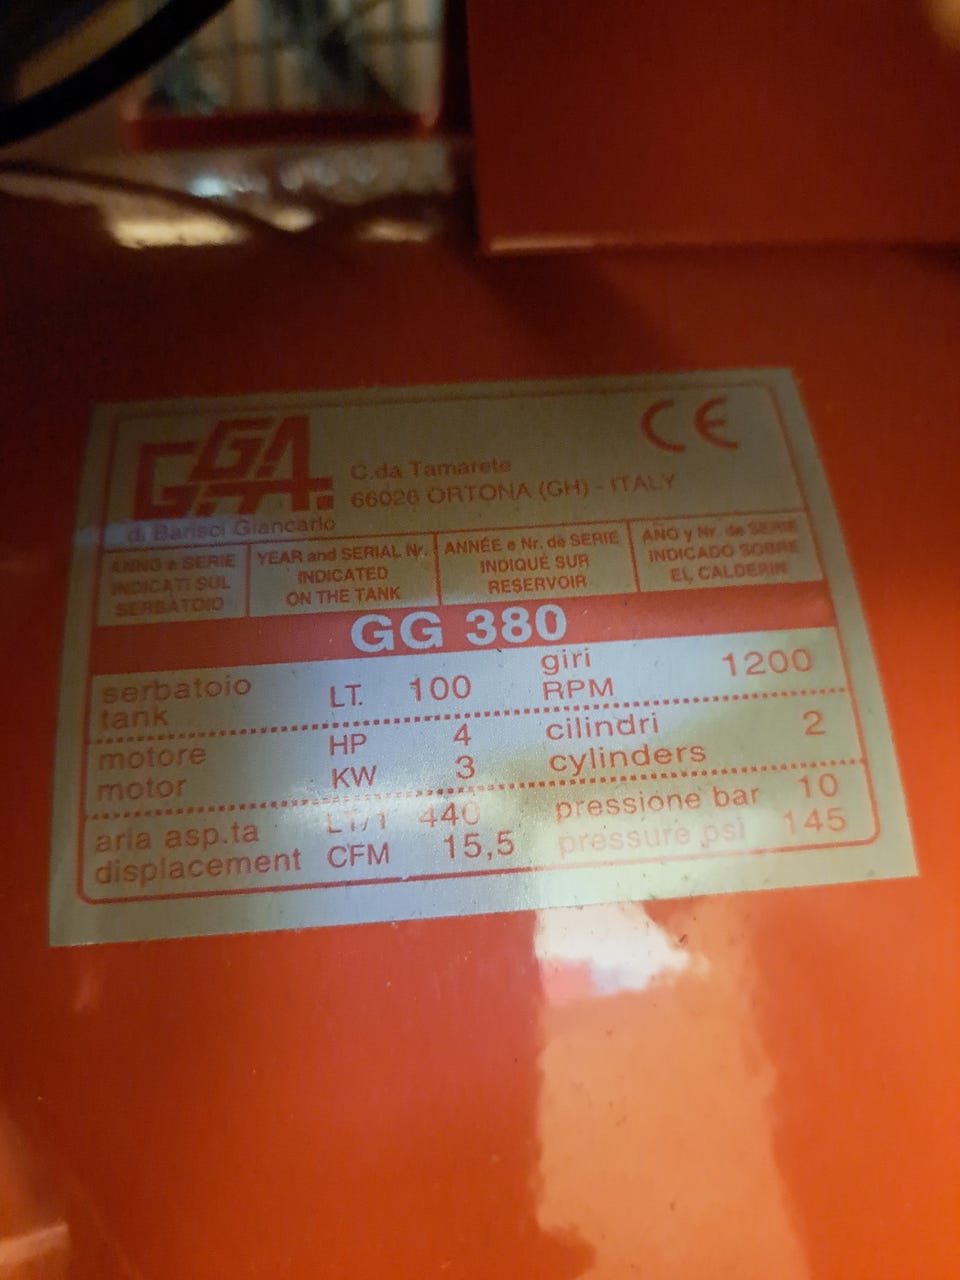 GGA.
CE
C.da Tamarete
66026 ORTONA (CH) - ITALY
di Barisci Giancarlo
ANNO e SERIE
INDICATI SUL
SERBATOIO
YEAR and SERIAL Nr.
INDICATED
ON THE TANK
ANNÉE e Nr. de SERIE
INDIQUÉ SUR
RESERVOIR
AÑO y Nr. de SERIE
INDICADO SOBRE
EL CALDERIN
GG 380
serbatoio
tank
LT. 100
giri
RPM
1200
motore
motor
HP 4
KW 3
cilindri
cylinders
2
aria asp.ta
displacement
LT/1 440
CFM 15,5
pressione bar 10
pressure psi 145